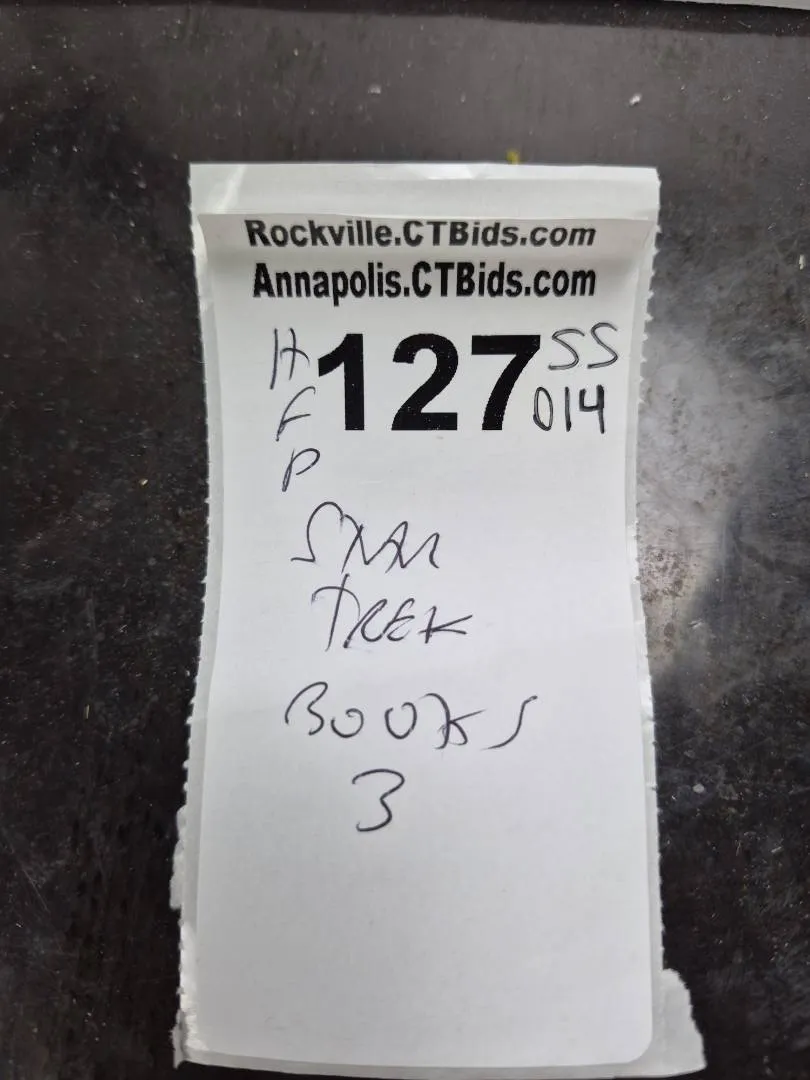 Rockville.CTBids.com
Annapolis.CTBids.com
H 127 SS
F 014
P
STAR
TREK
BOOKS
3